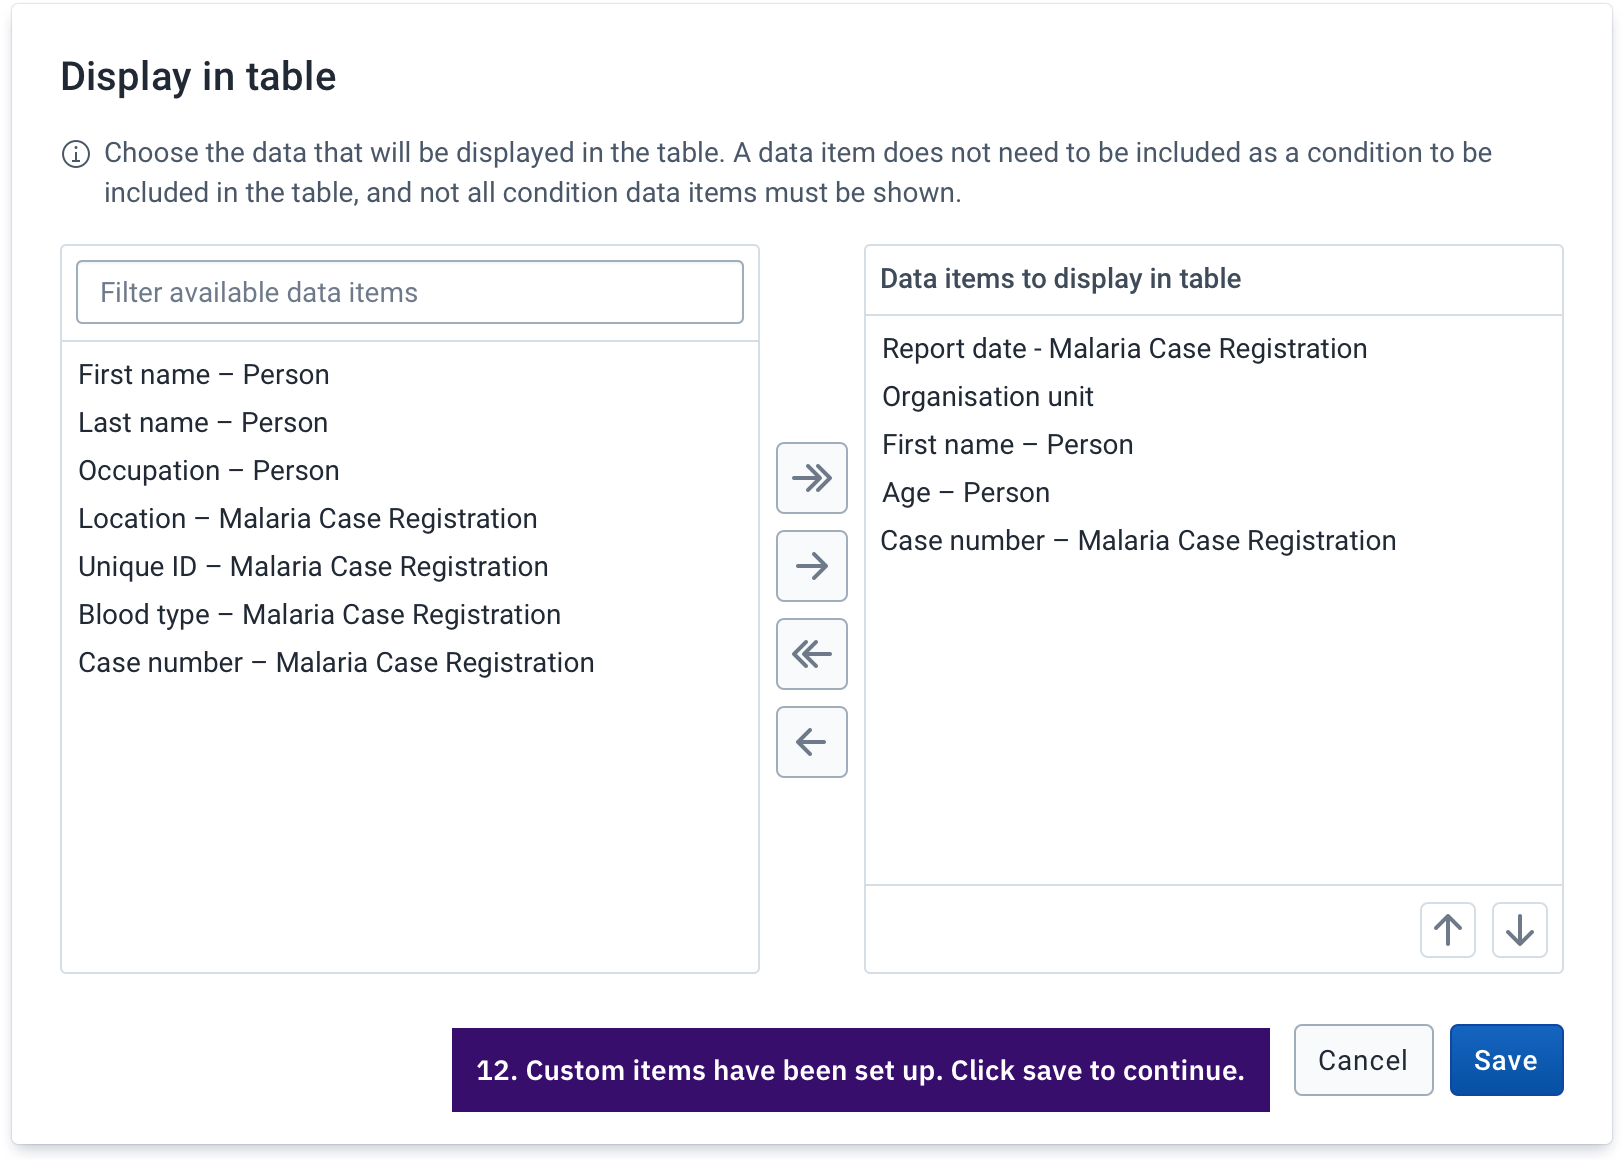 Display in table
Choose the data that will be displayed in the table. A data item does not need to be included as a condition to be
included in the table, and not all condition data items must be shown.
Filter available data items
First name – Person
Last name – Person
Occupation – Person
Location – Malaria Case Registration
Unique ID – Malaria Case Registration
Blood type – Malaria Case Registration
Case number – Malaria Case Registration
Data items to display in table
Report date - Malaria Case Registration
Organisation unit
First name – Person
Age – Person
Case number – Malaria Case Registration
12. Custom items have been set up. Click save to continue.
Cancel
Save